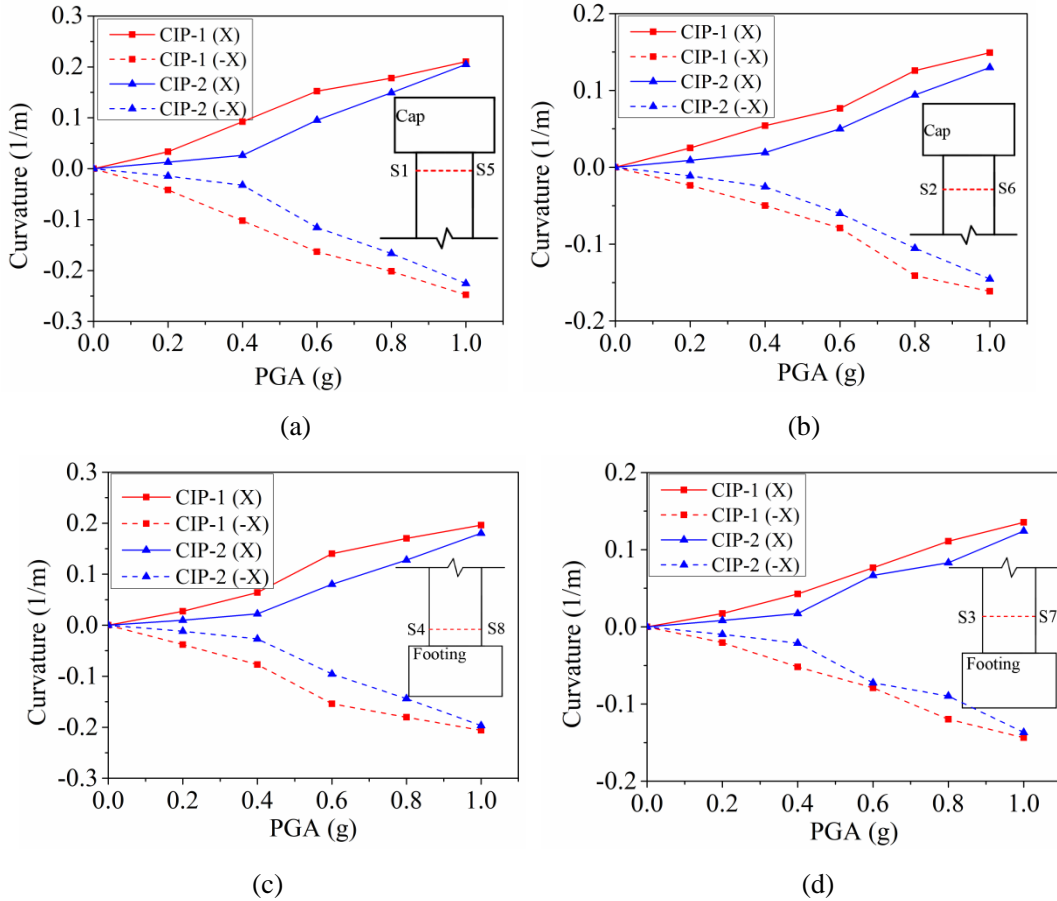 CIP-1 (X)
CIP-1 (-X)
CIP-2 (X)
CIP-2 (-X)
Cap
S1
S5
0.3
0.2
0.1
0.0
-0.1
-0.2
-0.3
Curvature (1/m)
0.0 0.2 0.4 0.6 0.8 1.0
PGA (g)
(a)
CIP-1 (X)
CIP-1 (-X)
CIP-2 (X)
CIP-2 (-X)
Cap
S2
S6
0.2
0.1
0.0
-0.1
-0.2
Curvature (1/m)
0.0 0.2 0.4 0.6 0.8 1.0
PGA (g)
(b)
CIP-1 (X)
CIP-1 (-X)
CIP-2 (X)
CIP-2 (-X)
S4
S8
Footing
0.3
0.2
0.1
0.0
-0.1
-0.2
-0.3
Curvature (1/m)
0.0 0.2 0.4 0.6 0.8 1.0
PGA (g)
(c)
CIP-1 (X)
CIP-1 (-X)
CIP-2 (X)
CIP-2 (-X)
S3
S7
Footing
0.2
0.1
0.0
-0.1
-0.2
Curvature (1/m)
0.0 0.2 0.4 0.6 0.8 1.0
PGA (g)
(d)